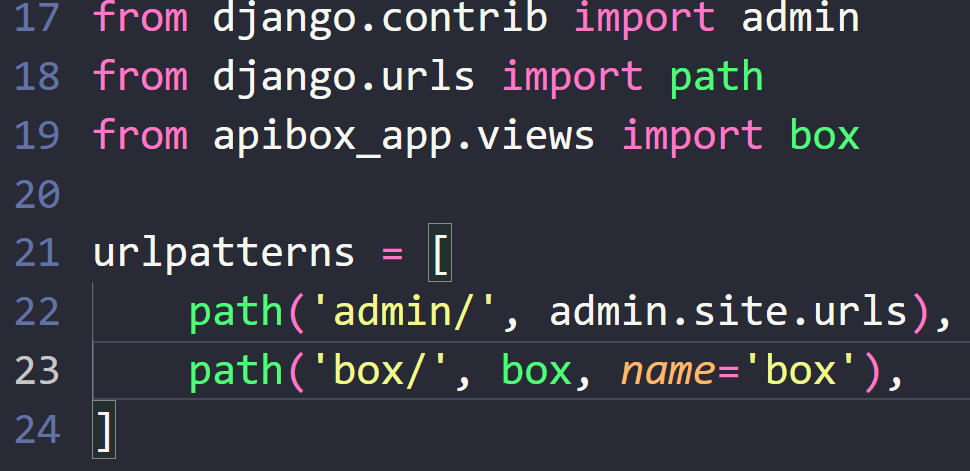 17 from django.contrib import admin
18 from django.urls import path
19 from apibox_app.views import box
20
21 urlpatterns = [
22     path('admin/', admin.site.urls),
23     path('box/', box, name='box'),
24 ]